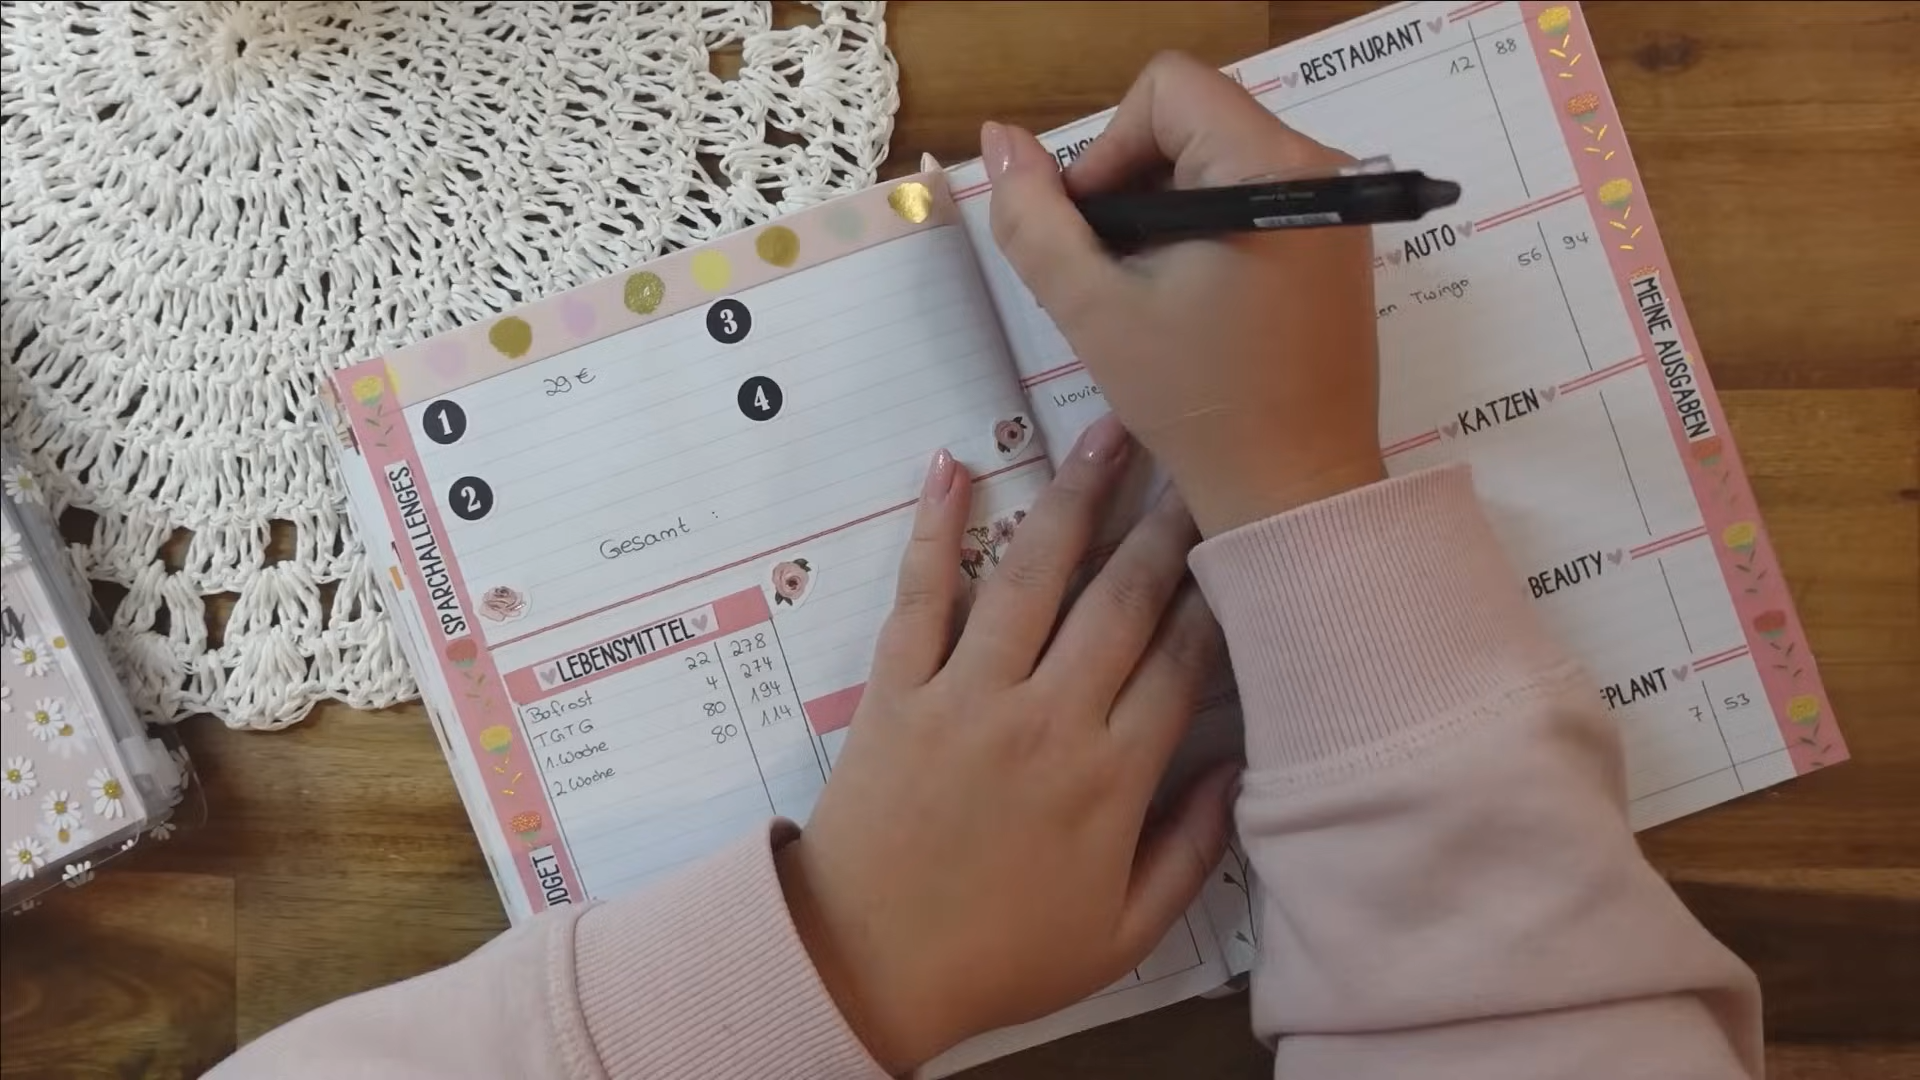 29 €
1
2
3
4
Gesamt :
SPARCHALLENGES
LEBENSMITTEL
Bofrost 22 278
TGTG 4 274
1. Woche 80 194
2 Woche 80 114
RESTAURANT
12 88
AUTO
56 94
Twingo
KATZEN
BEAUTY
7 53
MEINE AUSGABEN